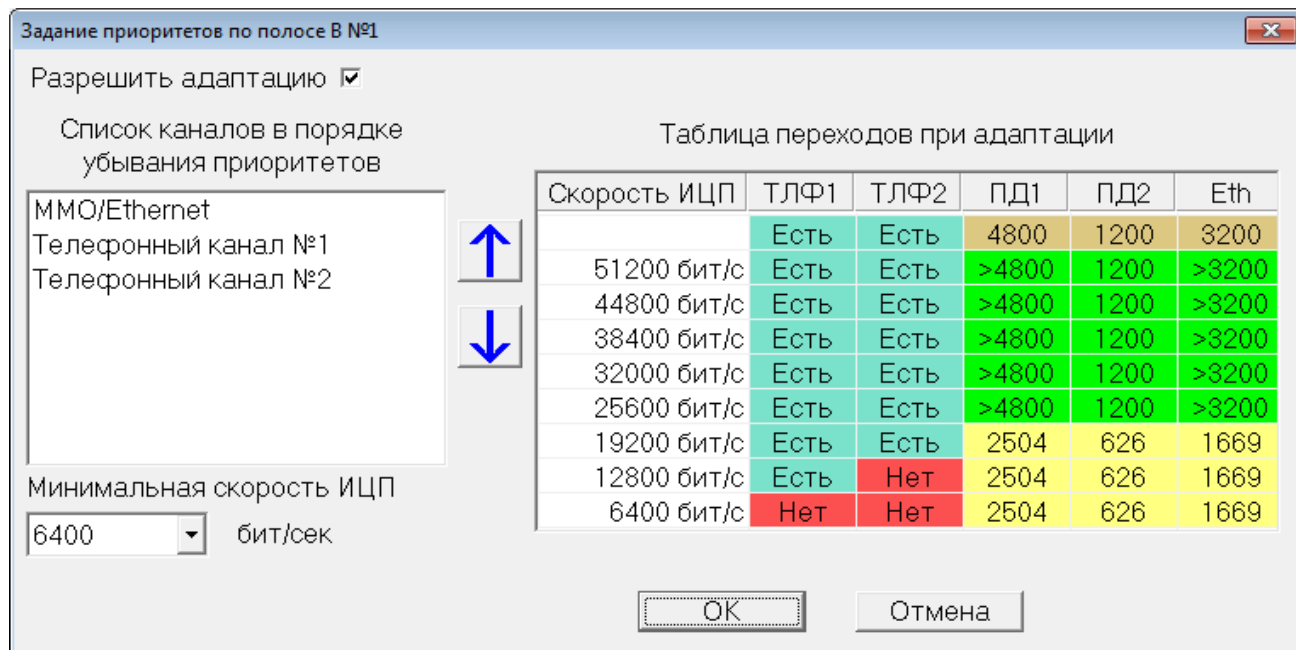 Задание приоритетов по полосе В №1
Разрешить адаптацию
Список каналов в порядке
убывания приоритетов
ММО/Ethernet
Телефонный канал №1
Телефонный канал №2
Минимальная скорость ИЦП
6400 бит/сек
Таблица переходов при адаптации
Скорость ИЦП ТЛФ1 ТЛФ2 ПД1 ПД2 Eth
Есть Есть 4800 1200 3200
51200 бит/с Есть Есть >4800 1200 >3200
44800 бит/с Есть Есть >4800 1200 >3200
38400 бит/с Есть Есть >4800 1200 >3200
32000 бит/с Есть Есть >4800 1200 >3200
25600 бит/с Есть Есть >4800 1200 >3200
19200 бит/с Есть Есть 2504 626 1669
12800 бит/с Есть Нет 2504 626 1669
6400 бит/с Нет Нет 2504 626 1669
OK Отмена